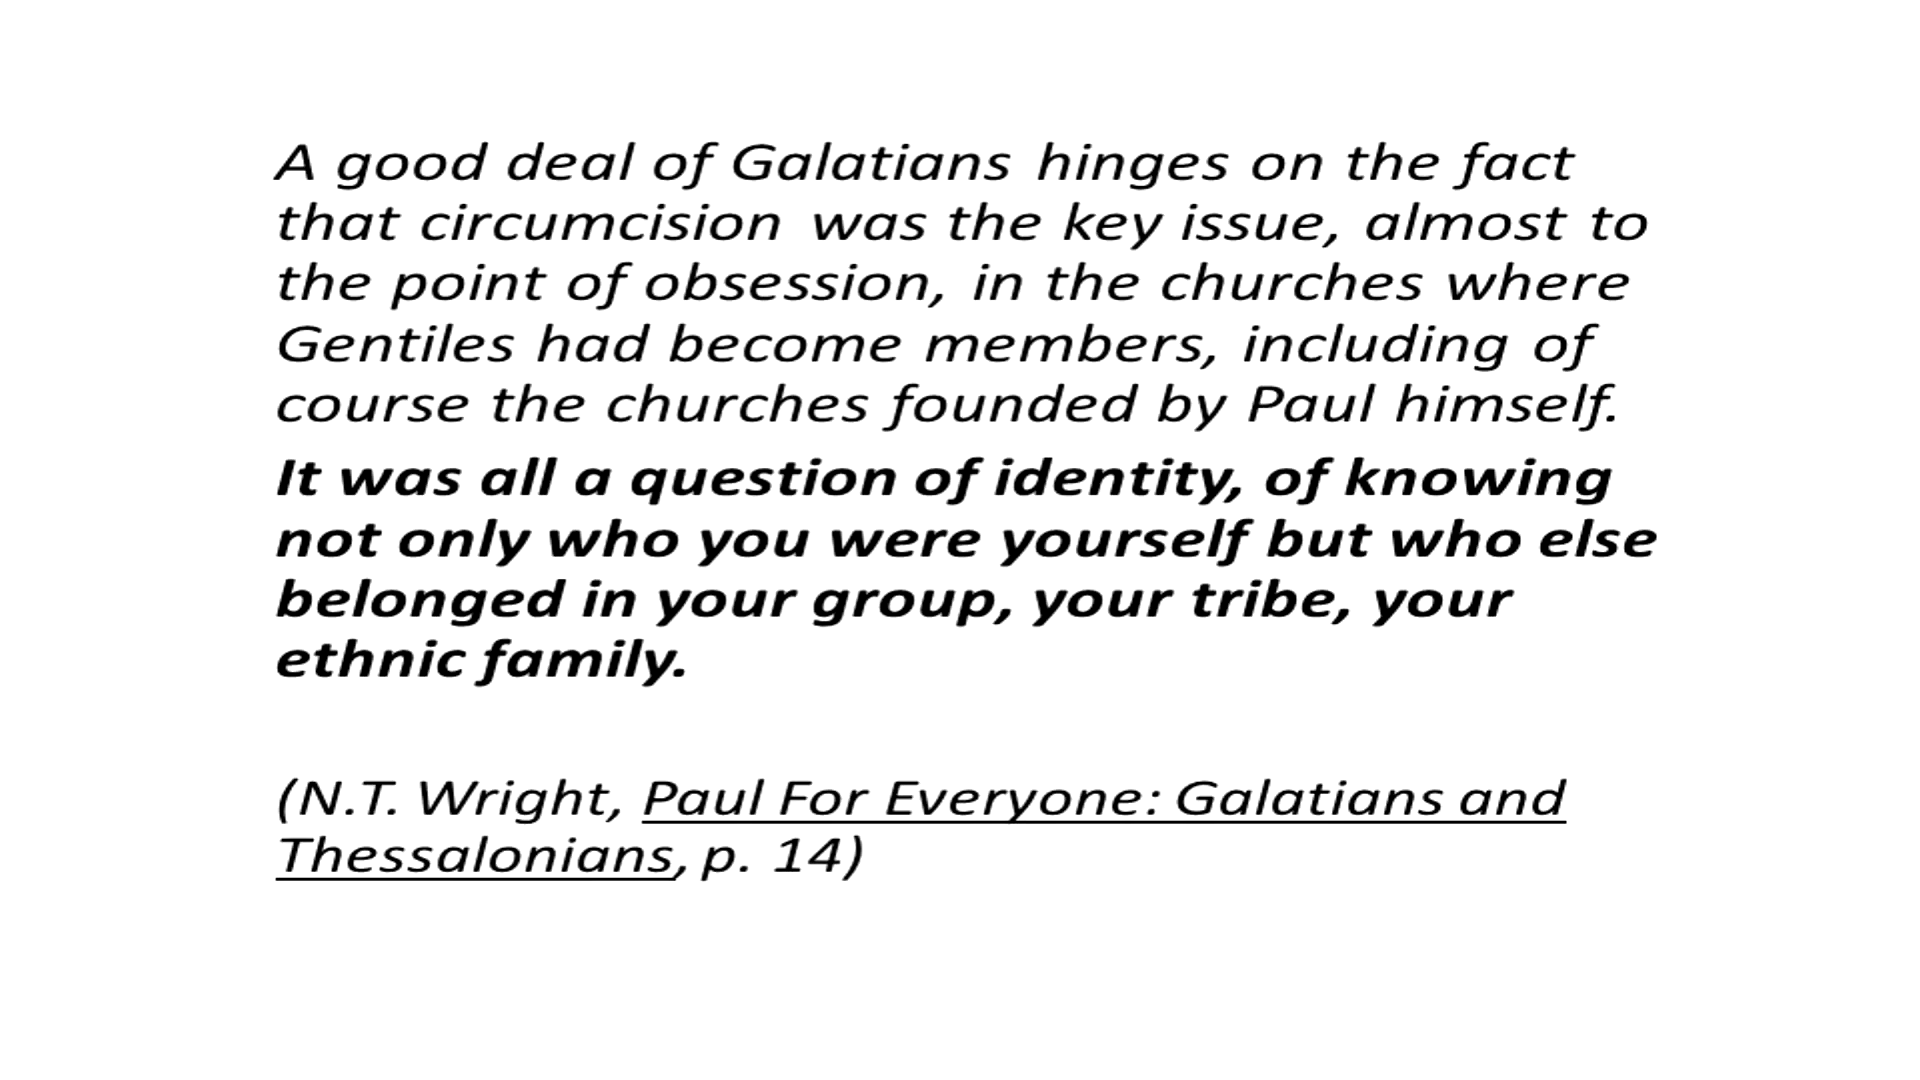 A good deal of Galatians hinges on the fact
that circumcision was the key issue, almost to
the point of obsession, in the churches where
Gentiles had become members, including of
course the churches founded by Paul himself.
It was all a question of identity, of knowing
not only who you were yourself but who else
belonged in your group, your tribe, your
ethnic family.
(N.T. Wright, Paul For Everyone: Galatians and
Thessalonians, p. 14)